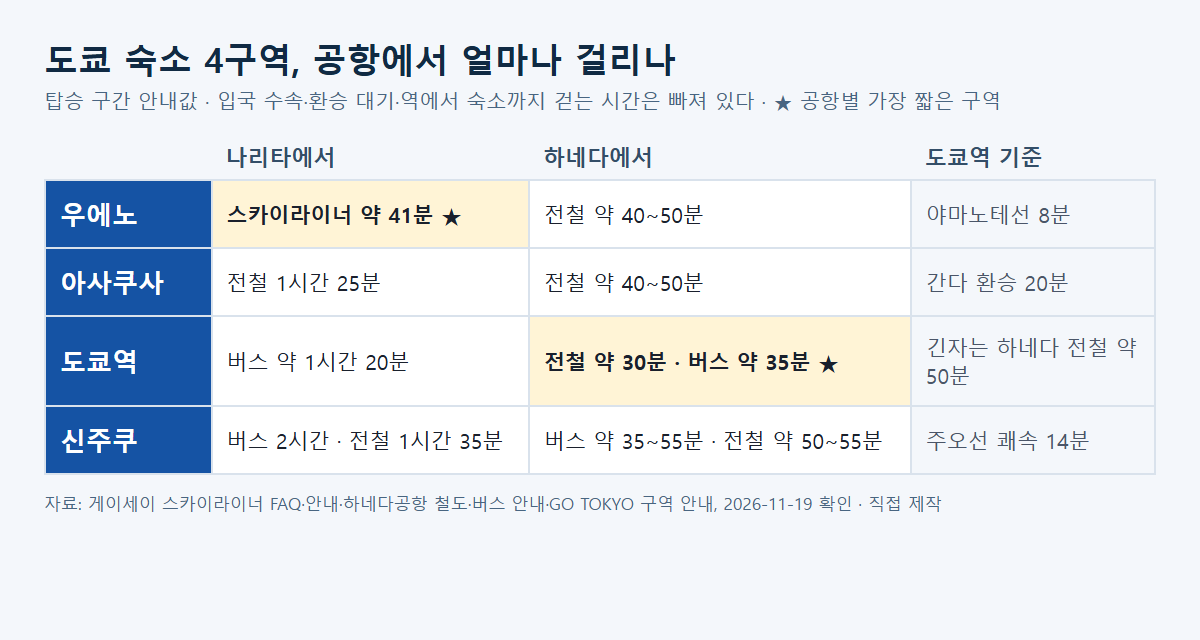 도쿄 숙소 4구역, 공항에서 얼마나 걸리나
탑승 구간 안내값 · 입국 수속·환승 대기·역에서 숙소까지 걷는 시간은 빠져 있다 · ★ 공항별 가장 짧은 구역
나리타에서 하네다에서 도쿄역 기준
우에노 스카이라이너 약 41분 ★ 전철 약 40~50분 야마노테선 8분
아사쿠사 전철 1시간 25분 전철 약 40~50분 간다 환승 20분
도쿄역 버스 약 1시간 20분 전철 약 30분 · 버스 약 35분 ★ 긴자는 하네다 전철 약
50분
신주쿠 버스 2시간 · 전철 1시간 35분 버스 약 35~55분 · 전철 약 50~55분 주오선 쾌속 14분
자료: 게이세이 스카이라이너 FAQ·안내·하네다공항 철도·버스 안내·GO TOKYO 구역 안내, 2026-11-19 확인 · 직접 제작